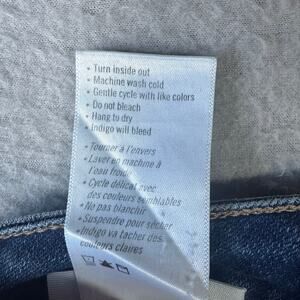 • Turn inside out
• Machine wash cold
• Gentle cycle with like colors
• Do not bleach
• Hang to dry
• Indigo will bleed
• Tourner à l'envers
• Laver en machine à
l'eau froide
• Cycle délicat avec
des couleurs semblables
• Ne pas blanchir
• Suspendre pour sécher
• Indigo va tacher des
couleurs claires